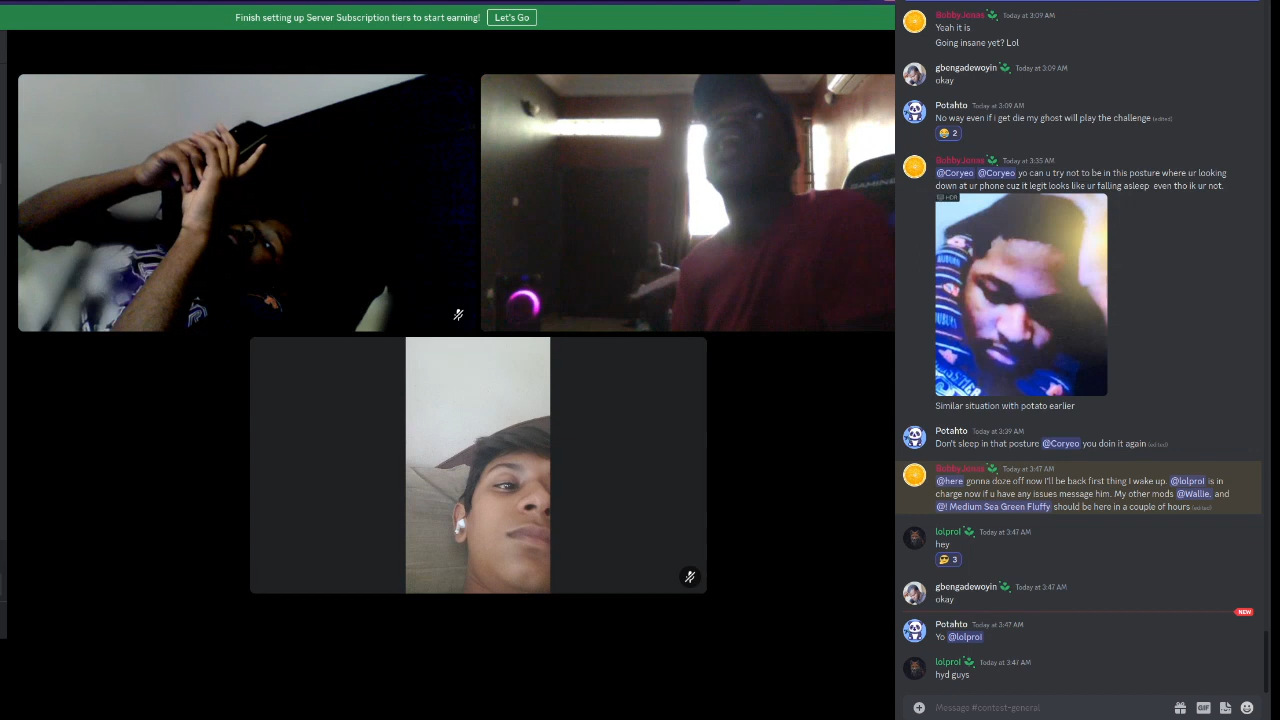 Finish setting up Server Subscription tiers to start earning!
Let's Go
BobbyJonas Today at 3:09 AM
Yeah it is
Going insane yet? Lol
gbengadewoyin Today at 3:09 AM
okay
Potahto Today at 3:09 AM
No way even if i get die my ghost will play the challenge (edited)
2
BobbyJonas Today at 3:35 AM
@Coryeo @Coryeo yo can u try not to be in this posture where ur looking
down at ur phone cuz it legit looks like ur falling asleep even tho ik ur not.
HDR
AUBURN
GAMING
Similar situation with potato earlier
Potahto Today at 3:39 AM
Don't sleep in that posture @Coryeo you doin it again (edited)
BobbyJonas Today at 3:47 AM
@here gonna doze off now I'll be back first thing I wake up. @lolprol is in
charge now if u have any issues message him. My other mods @Wallie. and
@! Medium Sea Green Fluffy should be here in a couple of hours (edited)
lolprol Today at 3:47 AM
hey
3
gbengadewoyin Today at 3:47 AM
okay
NEW
Potahto Today at 3:47 AM
Yo @lolprol
lolprol Today at 3:47 AM
hyd guys
Message #contest-general
GIF